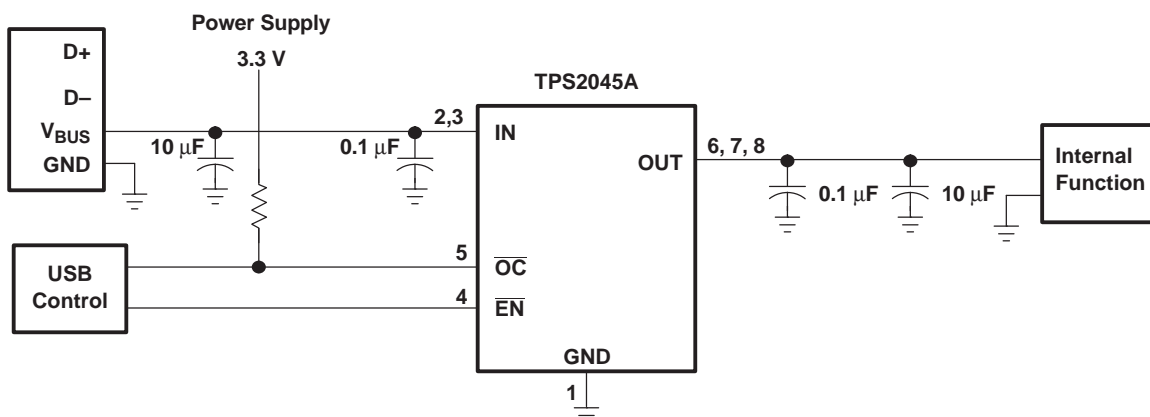 Power Supply
3.3 V
D+
D−
VBUS
GND
10 μF
0.1 μF
2,3
TPS2045A
IN
OUT
6, 7, 8
0.1 μF
10 μF
Internal
Function
USB
Control
5
OC
4
EN
GND
1